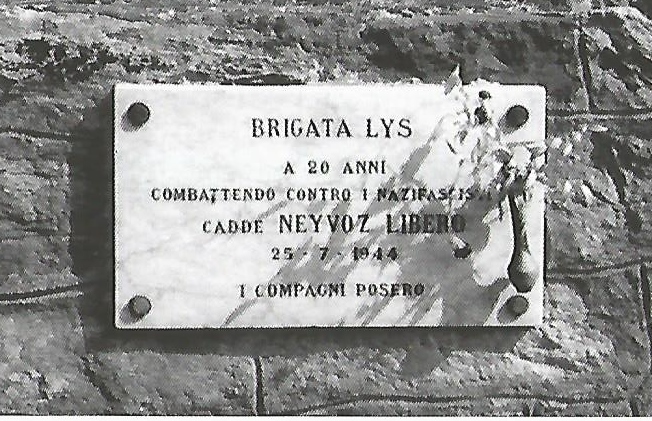 BRIGATA LYS
A 20 ANNI
COMBATTENDO CONTRO I NAZIFASCISTI
CADDE NEYVOZ LIBERO
25 - 7 - 1944
I COMPAGNI POSERO